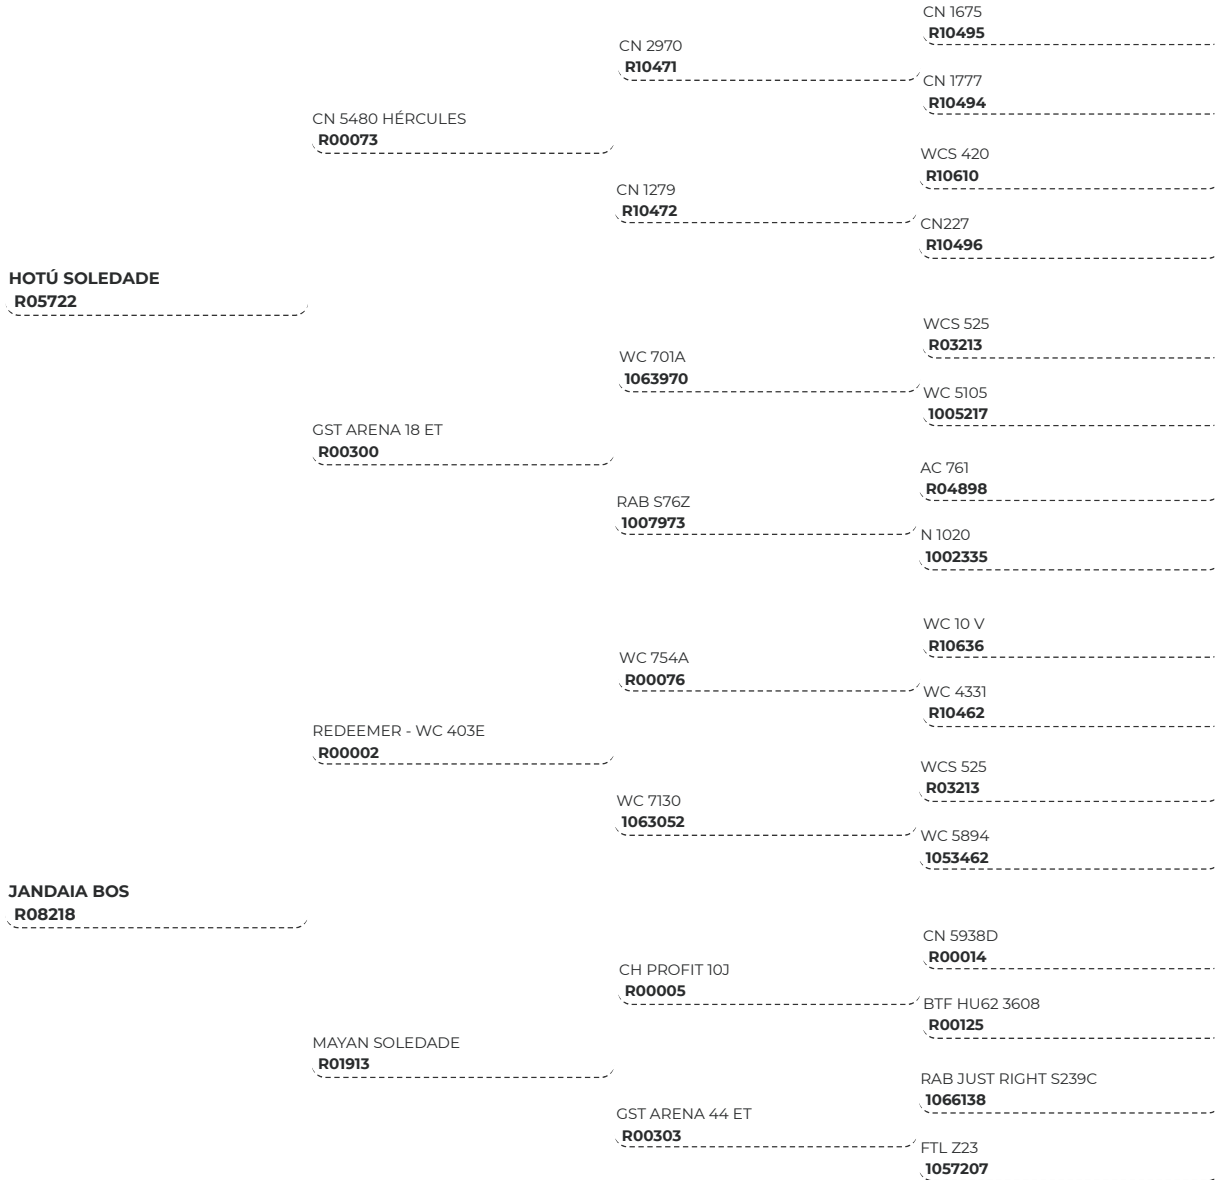 CN 1675
R10495
CN 2970
R10471
CN 1777
R10494
CN 5480 HÉRCULES
R00073
WCS 420
R10610
CN 1279
R10472
CN227
R10496
HOTÚ SOLEDADE
R05722
WCS 525
R03213
WC 701A
1063970
WC 5105
1005217
GST ARENA 18 ET
R00300
AC 761
R04898
RAB S76Z
1007973
N 1020
1002335
WC 10 V
R10636
WC 754A
R00076
WC 4331
R10462
REDEEMER - WC 403E
R00002
WCS 525
R03213
WC 7130
1063052
WC 5894
1053462
JANDAIA BOS
R08218
CN 5938D
R00014
CH PROFIT 10J
R00005
BTF HU62 3608
R00125
MAYAN SOLEDADE
R01913
RAB JUST RIGHT S239C
1066138
GST ARENA 44 ET
R00303
FTL Z23
1057207